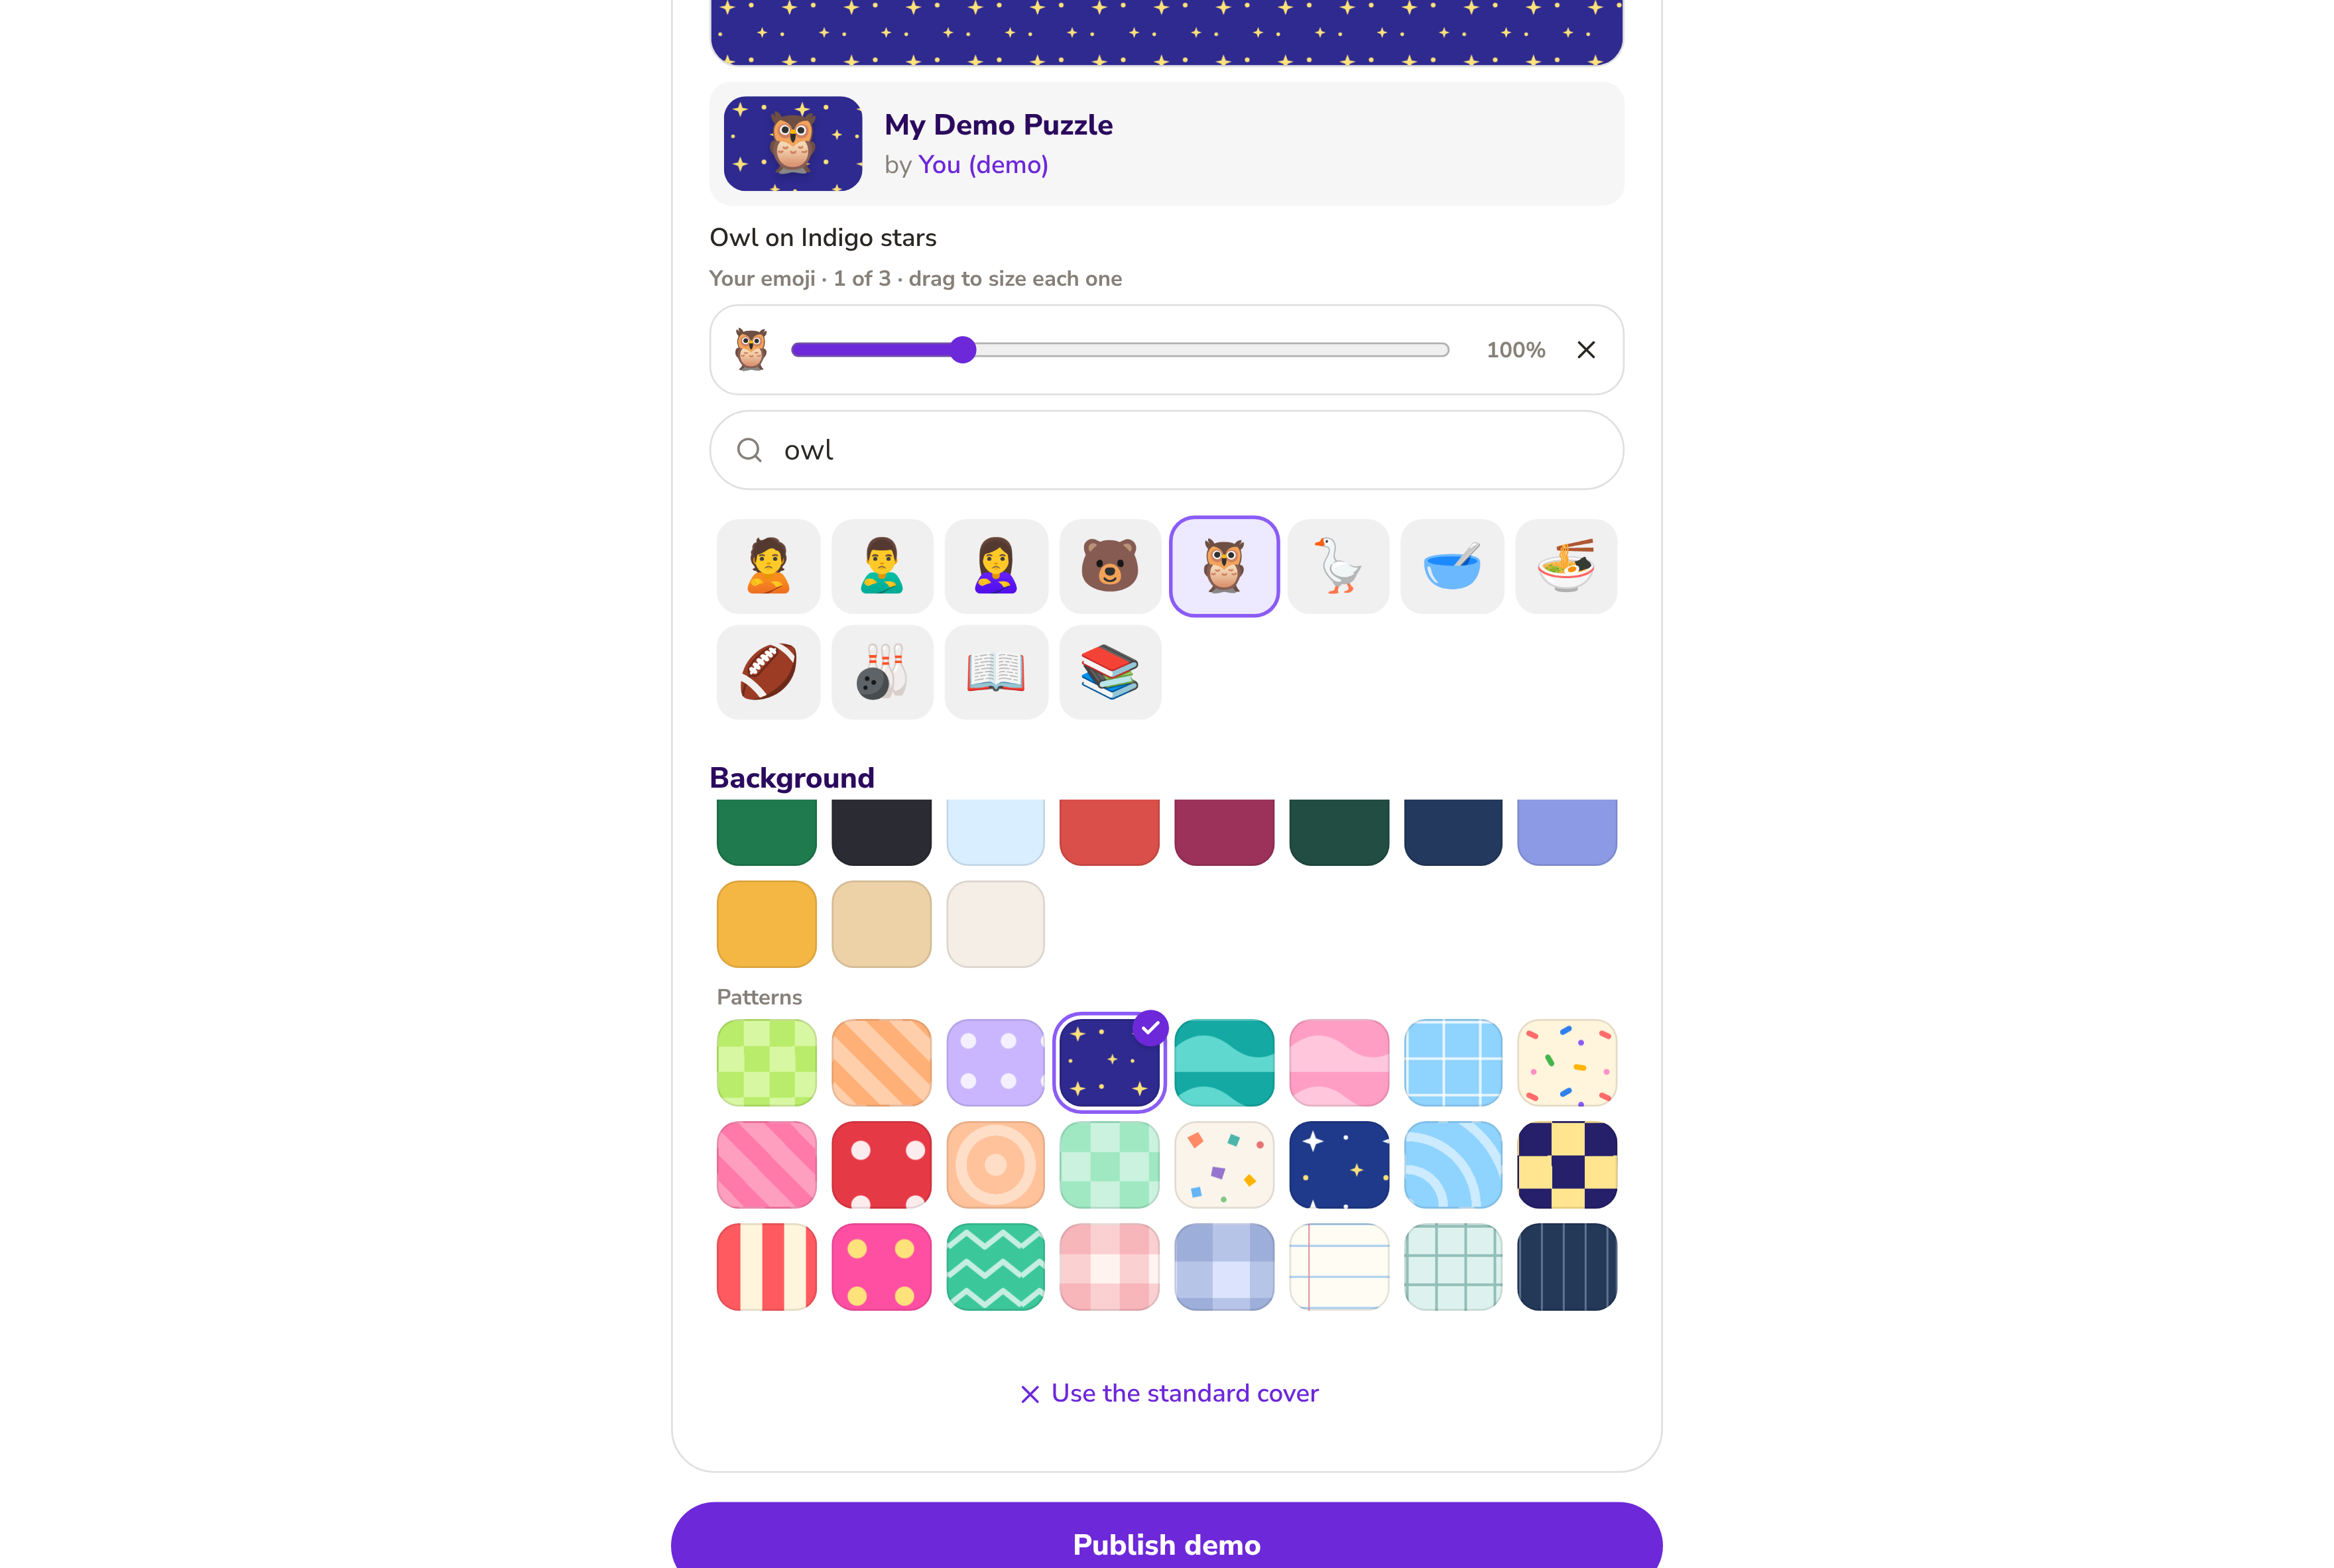 My Demo Puzzle
by You (demo)
Owl on Indigo stars
Your emoji · 1 of 3 · drag to size each one
100%
owl
Background
Patterns
Use the standard cover
Publish demo